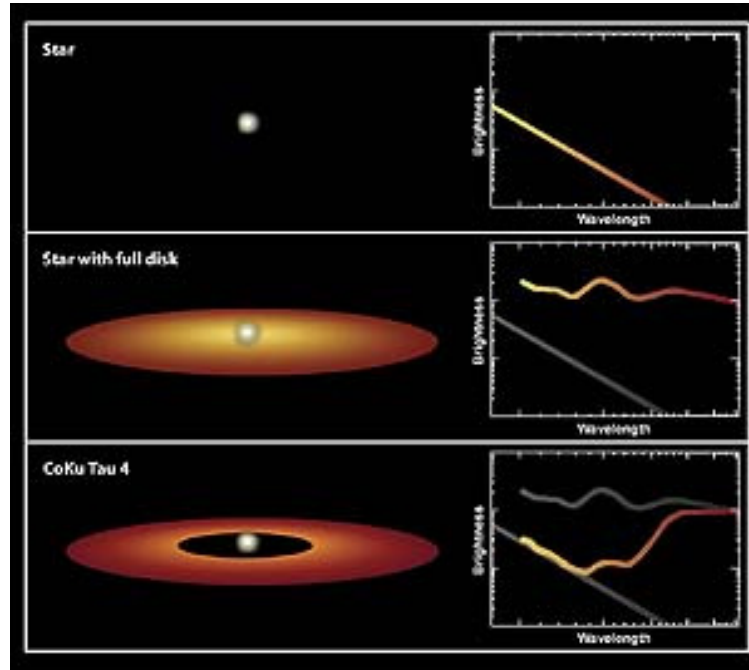 Star
Brightness
Wavelength
Star with full disk
Brightness
Wavelength
CoKu Tau 4
Brightness
Wavelength